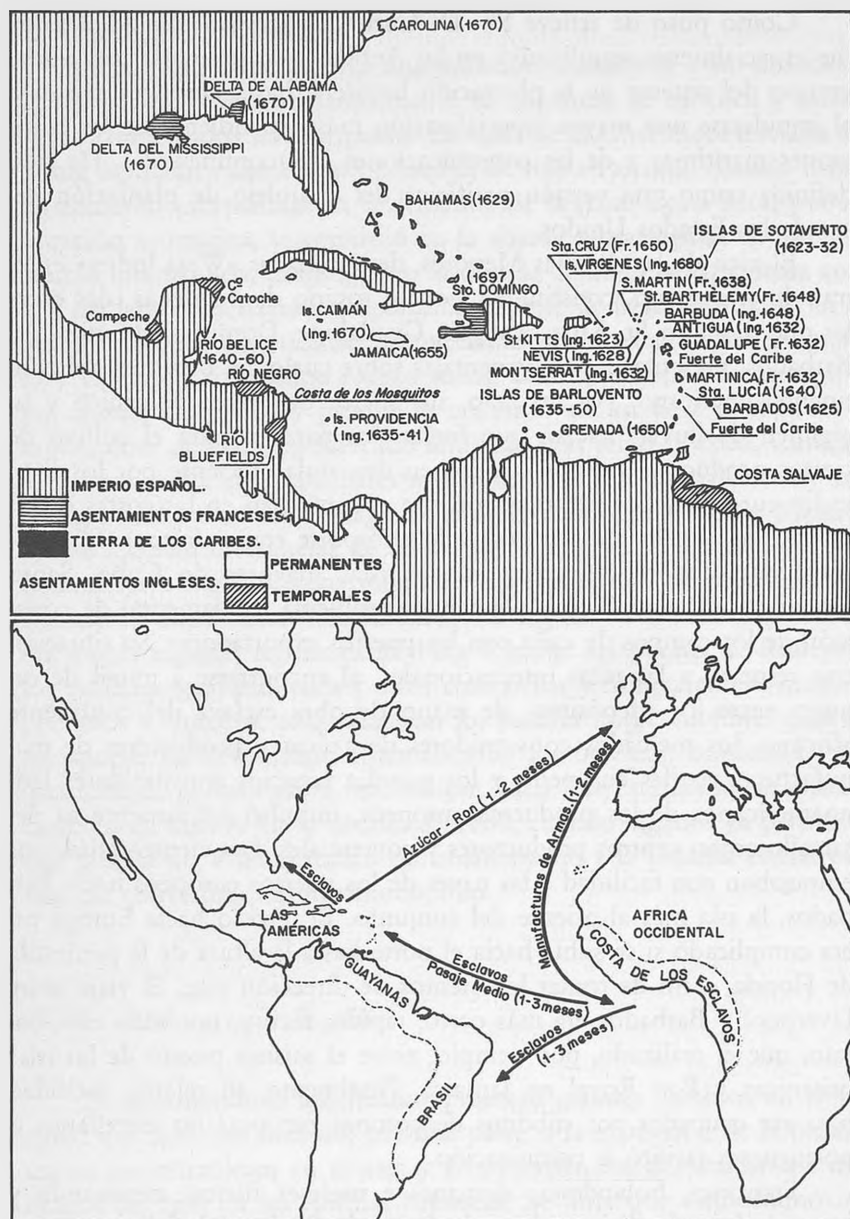 CAROLINA (1670)
DELTA DE ALABAMA
(1670)
DELTA DEL MISSISSIPPI
(1670)
BAHAMAS (1629)
Sto. DOMINGO
Cº
Catoche
Campeche
Is. CAIMÁN
(Ing. 1670)
JAMAICA (1655)
RÍO BELICE
(1640-60)
RÍO NEGRO
Costa de los Mosquitos
Is. PROVIDENCIA
(Ing. 1635-41)
RÍO
BLUEFIELDS
ISLAS DE SOTAVENTO
(1623-32)
Sta. CRUZ (Fr. 1650)
Is. VIRGENES (Ing. 1680)
S. MARTIN (Fr. 1638)
St. BARTHÉLEMY (Fr. 1648)
BARBUDA (Ing. 1648)
ANTIGUA (Ing. 1632)
GUADALUPE (Fr. 1632)
Fuerte del Caribe
MARTINICA (Fr. 1632)
Sta. LUCÍA (1640)
BARBADOS (1625)
Fuerte del Caribe
St. KITTS (Ing. 1623)
NEVIS (Ing. 1628)
MONTSERRAT (Ing. 1632)
ISLAS DE BARLOVENTO
(1635-50)
GRENADA (1650)
COSTA SALVAJE
IMPERIO ESPAÑOL.
ASENTAMIENTOS FRANCESES
TIERRA DE LOS CARIBES.
ASENTAMIENTOS INGLESES.
PERMANENTES
TEMPORALES
Azúcar - Ron (1-2 meses)
Manufacturas de Armas. (1-2 meses)
Esclavos
LAS
AMÉRICAS
GUAYANAS
BRASIL
Esclavos
Pasaje Medio (1-3 meses)
Esclavos
(1-3 meses)
AFRICA
OCCIDENTAL
COSTA DE LOS ESCLAVOS